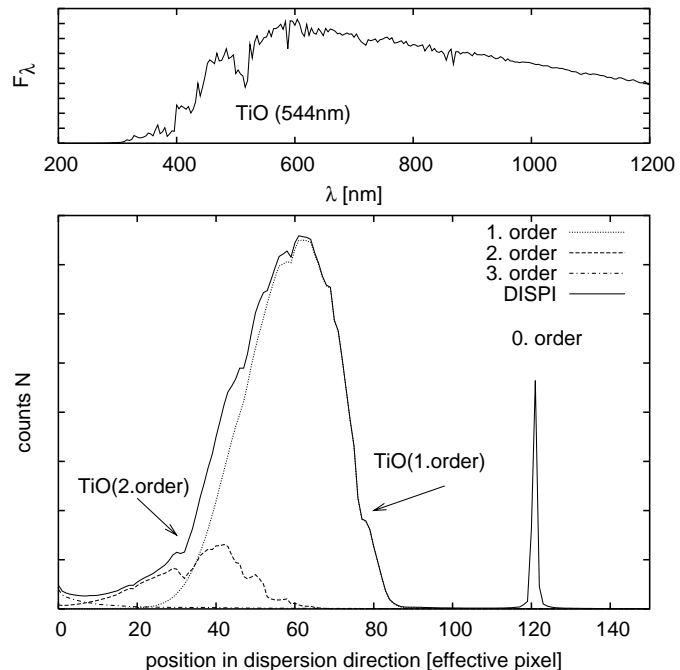 Fλ
TiO (544nm)
200 400 600 800 1000 1200
λ [nm]
1. order
2. order
3. order
DISPI
0. order
counts N
TiO(1.order)
TiO(2.order)
0 20 40 60 80 100 120 140
position in dispersion direction [effective pixel]